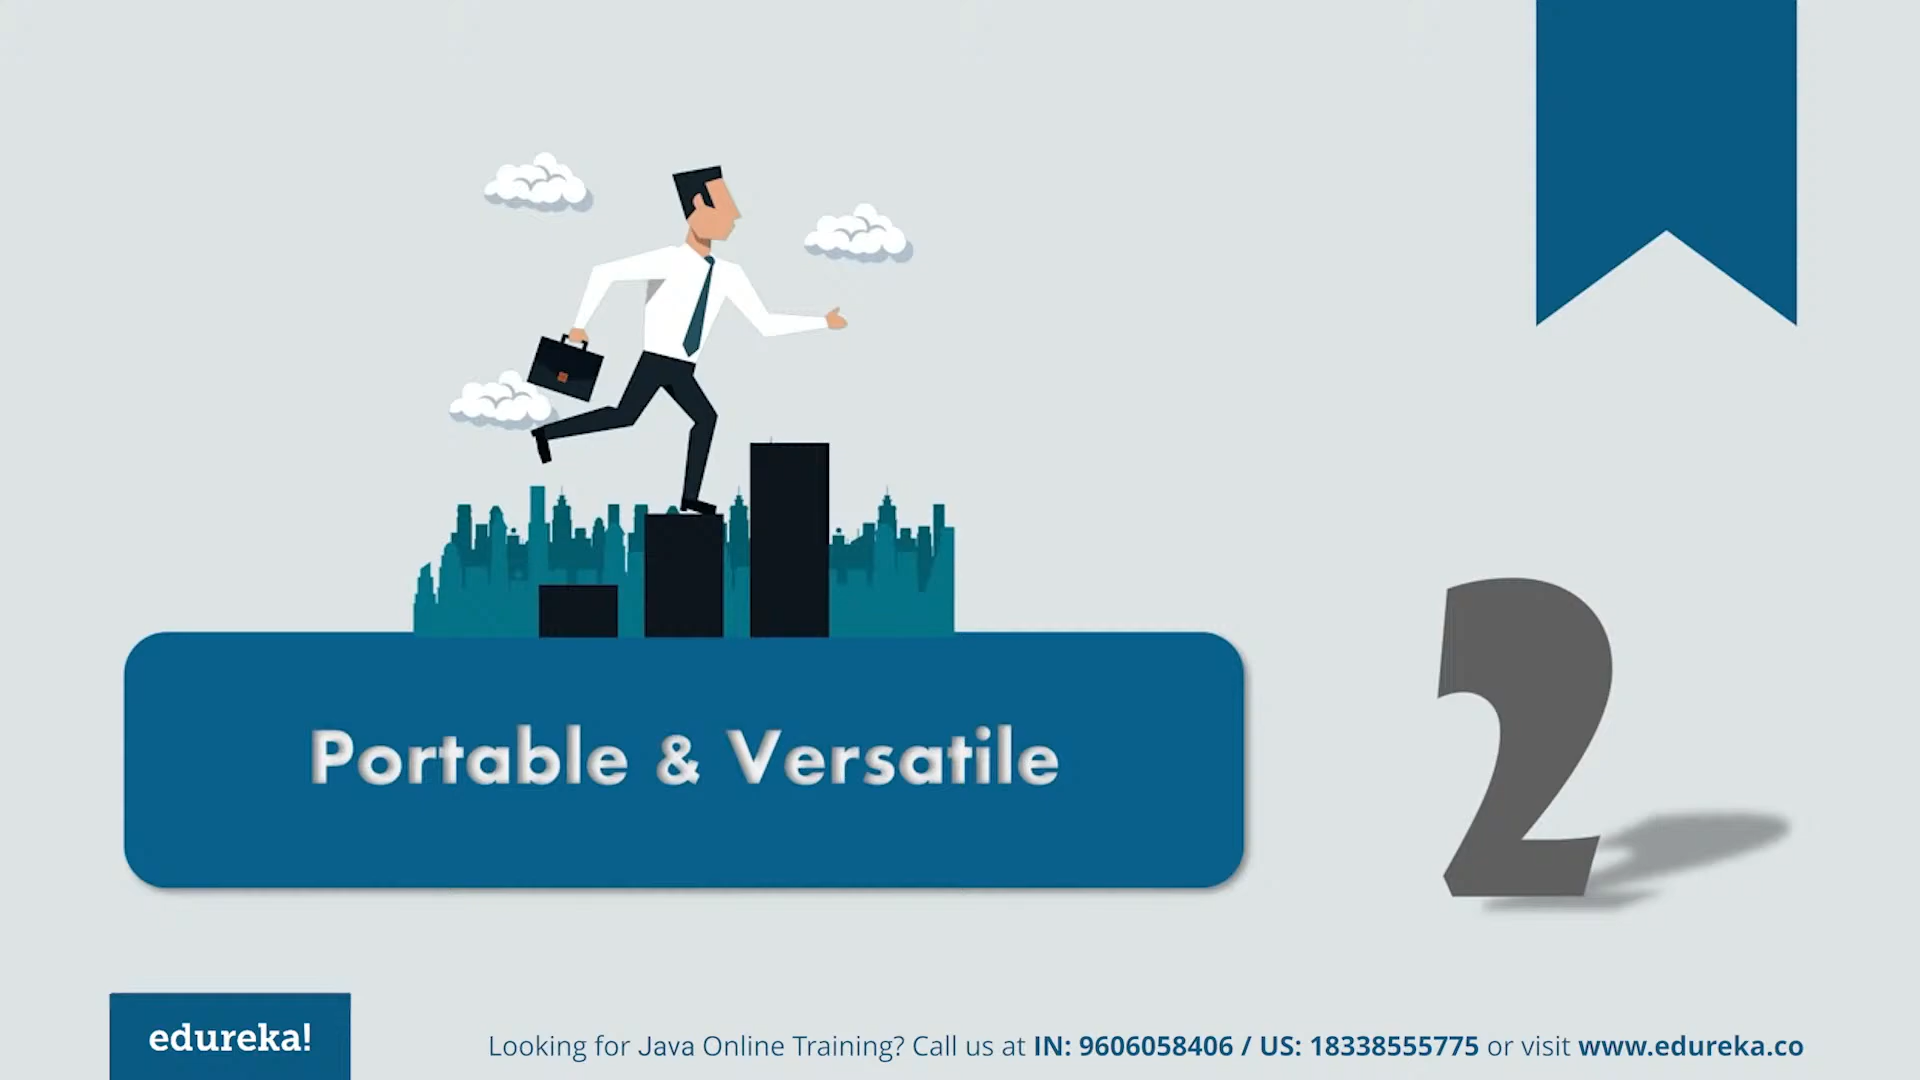 Portable & Versatile
2
edureka!
Looking for Java Online Training? Call us at IN: 9606058406 / US: 18338555775 or visit www.edureka.co